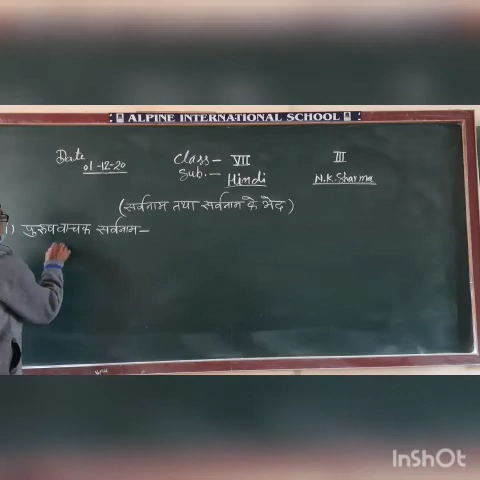 ALPINE INTERNATIONAL SCHOOL
Date 01-12-20 Class - VII III
Sub. - Hindi N.K. Sharma
(सर्वनाम तथा सर्वनाम के भेद)
1) पुरुषवाचक सर्वनाम —
InShOt